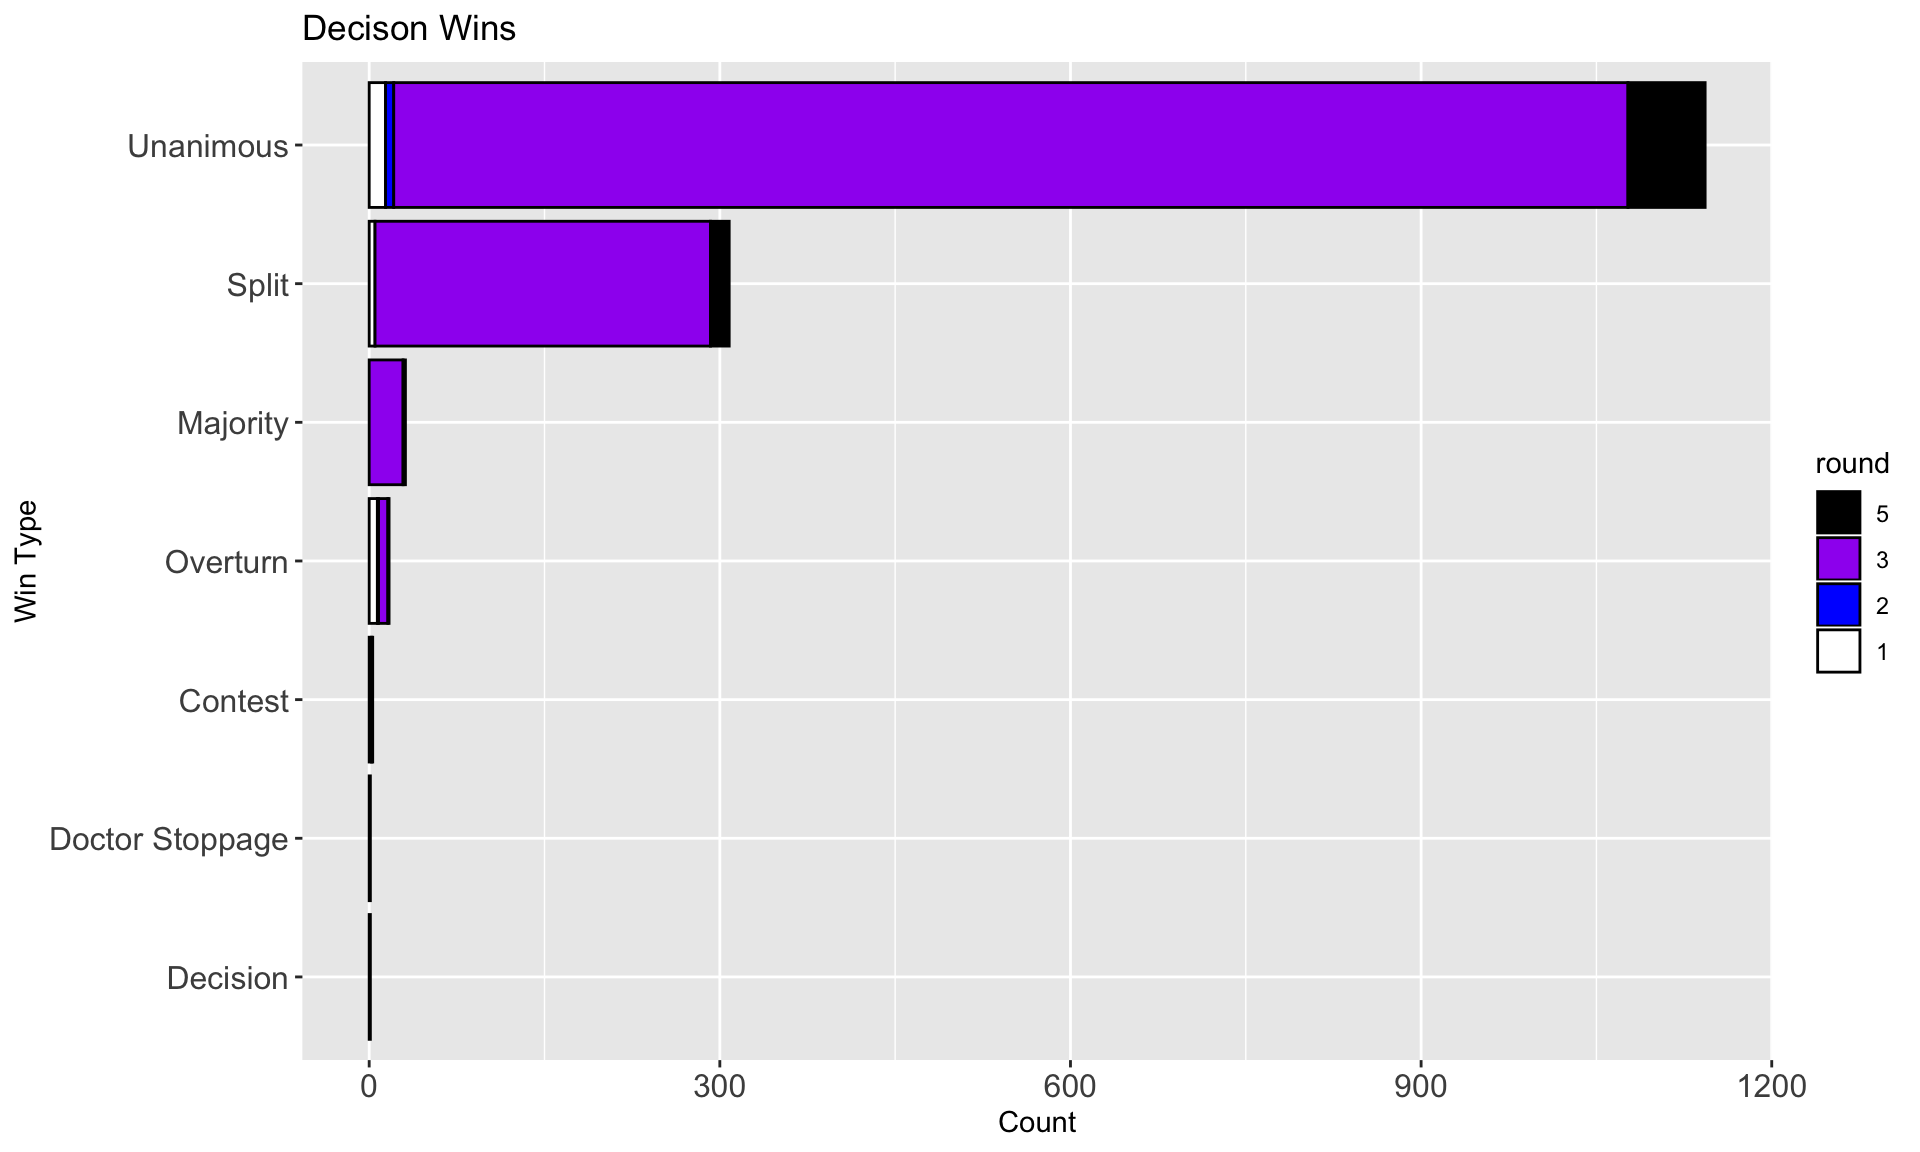 Decison Wins
Unanimous
Split
Majority
Overturn
Contest
Doctor Stoppage
Decision
Win Type
0 300 600 900 1200
Count
round
5
3
2
1